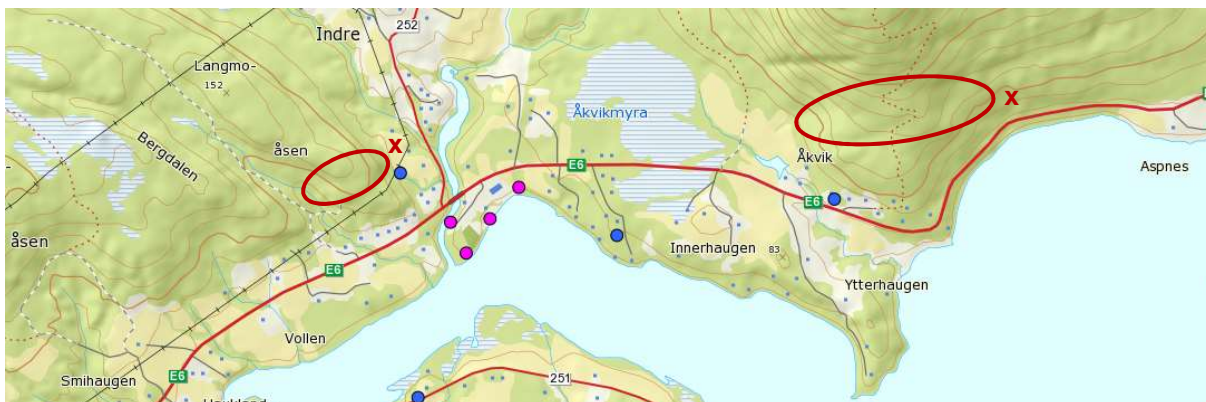 252
Indre
Langmo-
152
x
Åkvikmyra
Bergdalen
åsen
x
E6
Åkvik
Aspnes
E6
åsen
E6
Innerhaugen
83
Ytterhaugen
Vollen
E6
Smihaugen
251